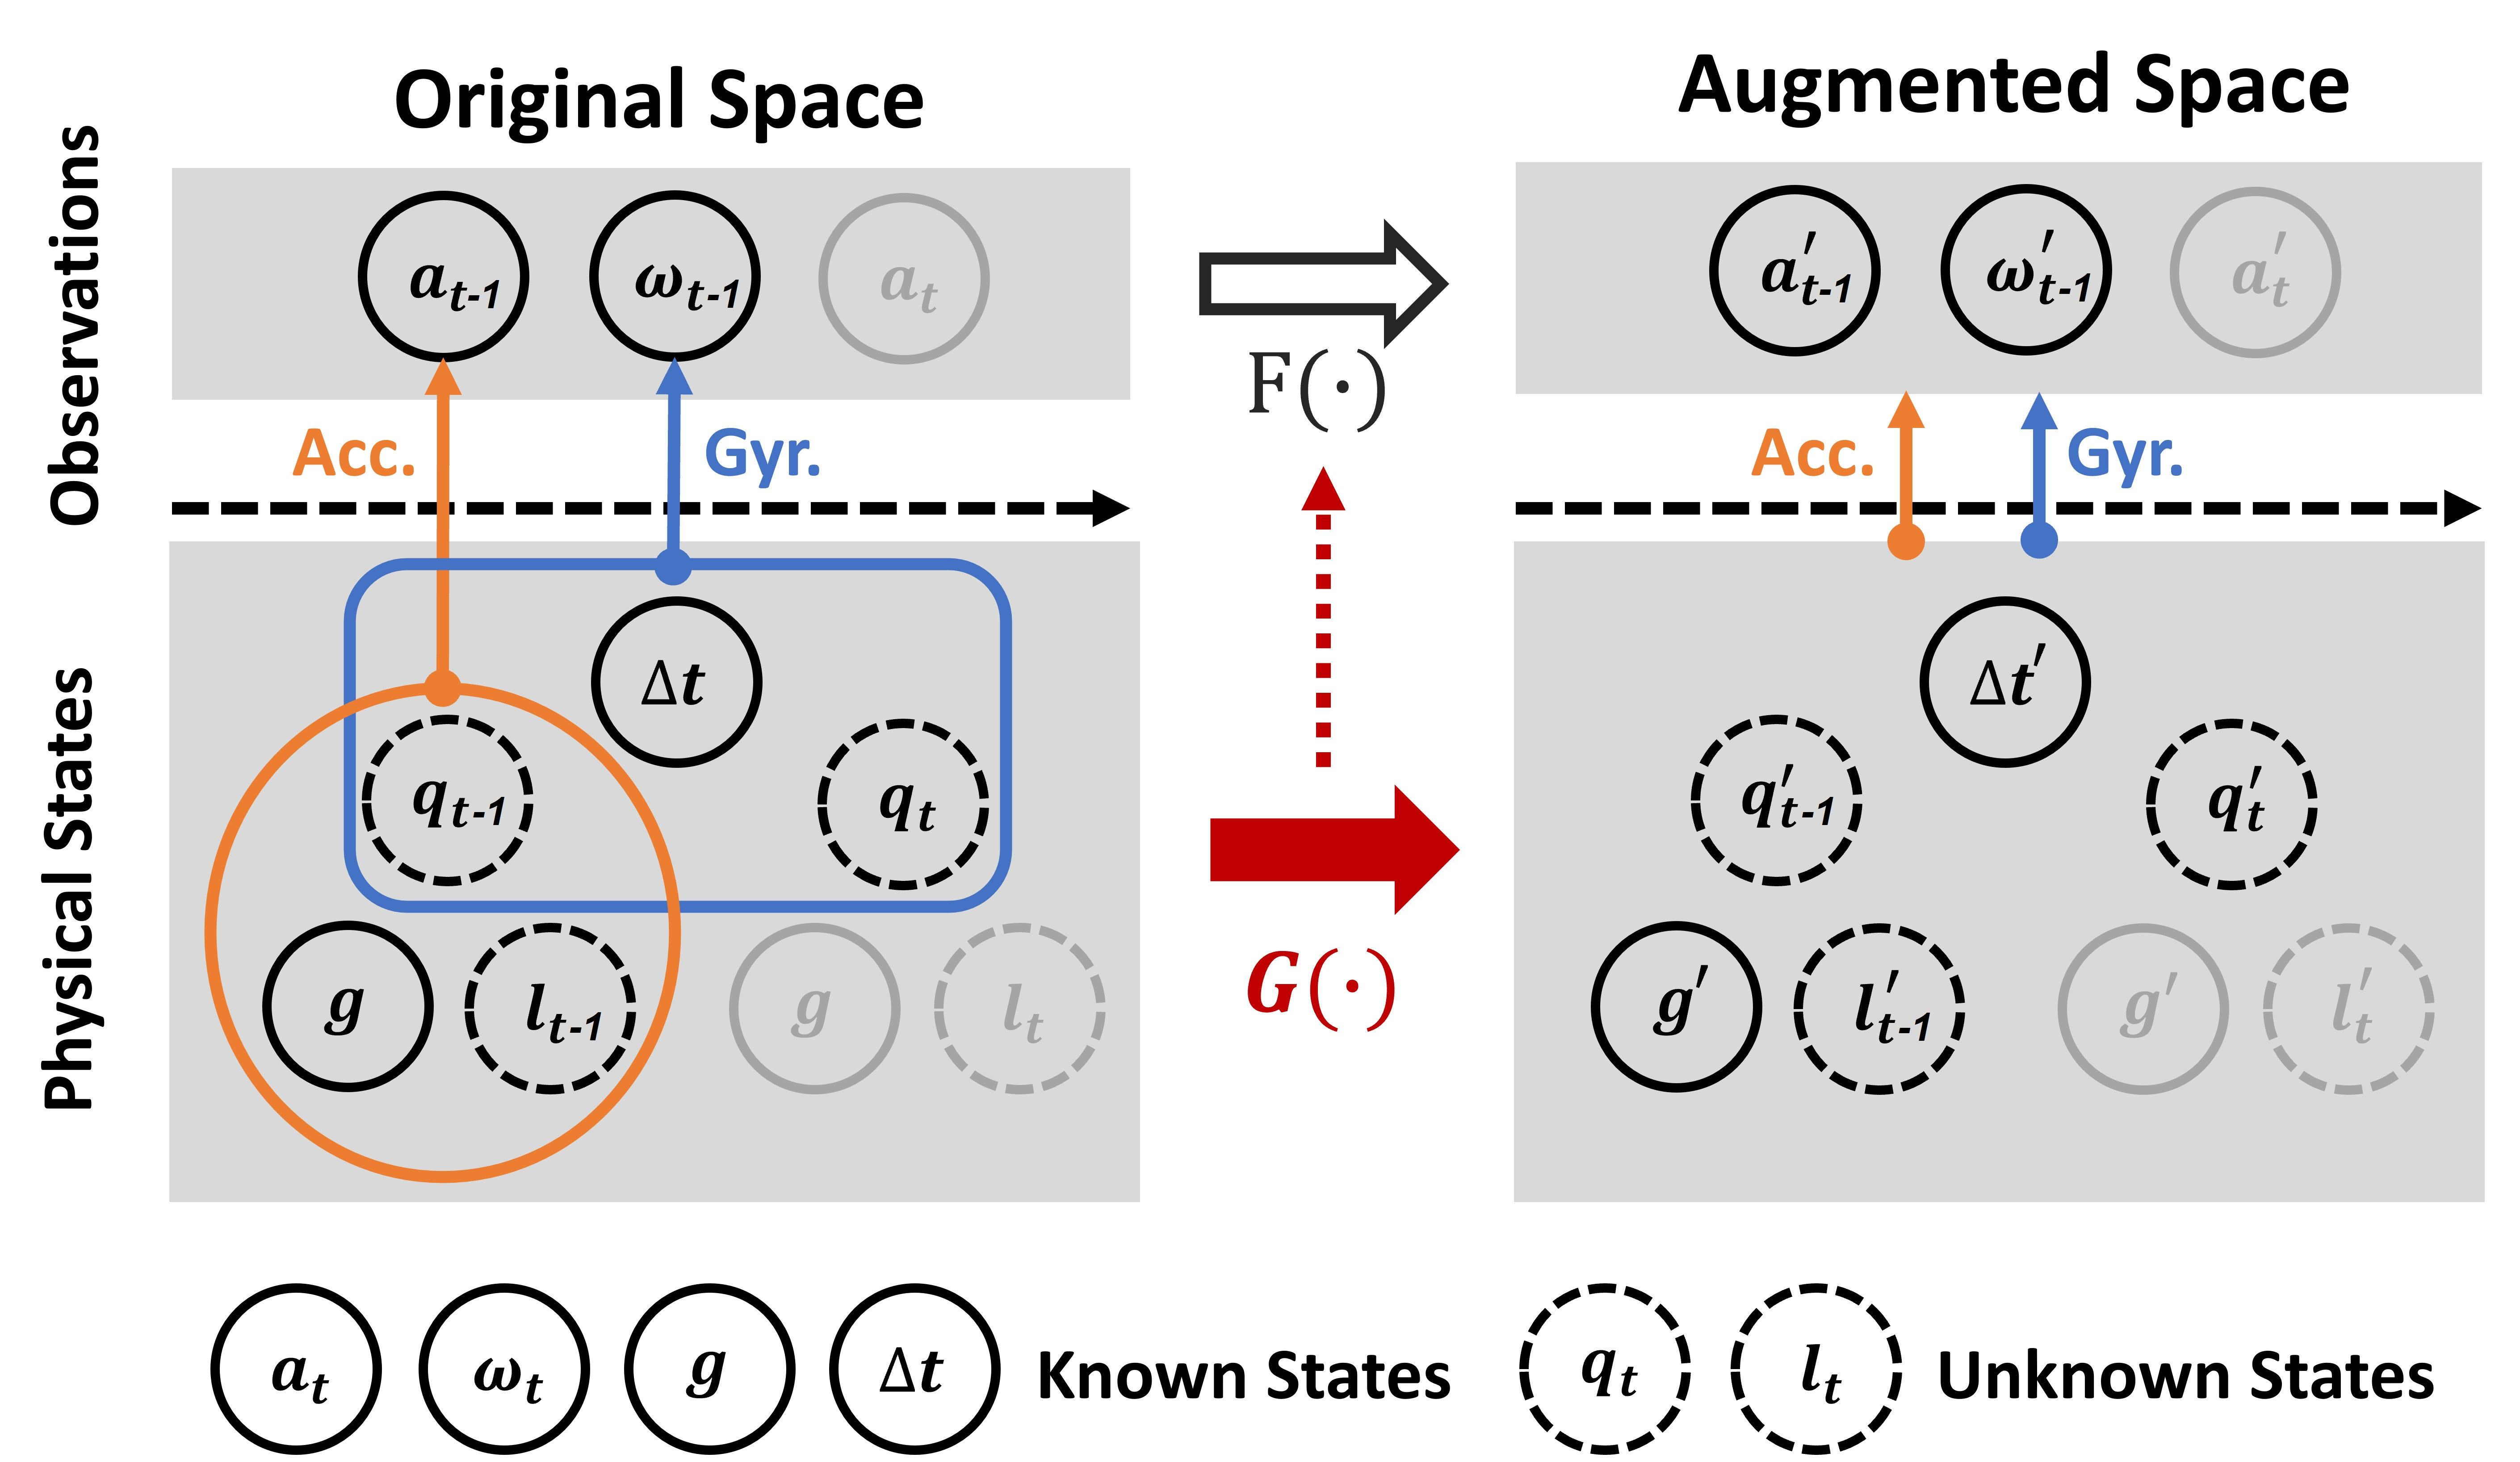 Original Space
Augmented Space
Observations
a_{t-1} ω_{t-1} a_t
a'_{t-1} ω'_{t-1} a'_t
F(·)
Acc. Gyr.
Acc. Gyr.
Physical States
Δt
q_{t-1} q_t
g l_{t-1} g l_t
G(·)
Δt'
q'_{t-1} q'_t
g' l'_{t-1} g' l'_t
a_t ω_t g Δt Known States q_t l_t Unknown States